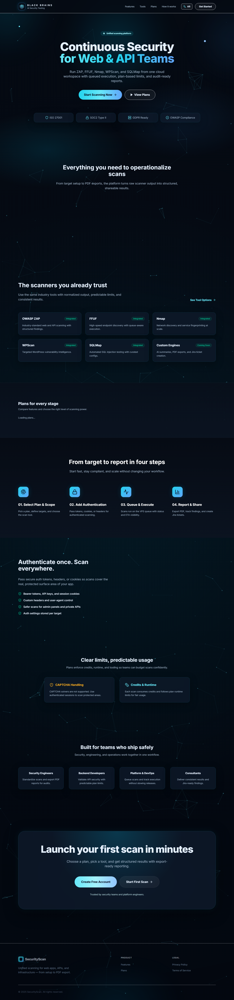 BLACK BRAINS
AI Security Testing
Features
Tools
Plans
How it works
AR
Get Started
Unified scanning platform
Continuous Security
for Web & API Teams
Run ZAP, FFUF, Nmap, WPScan, and SQLMap from one cloud
workspace with queued execution, plan-based limits, and audit-ready
reports.
Start Scanning Now
View Plans
ISO 27001
SOC2 Type II
GDPR Ready
OWASP Compliance
Everything you need to operationalize
scans
From target setup to PDF exports, the platform turns raw scanner output into structured,
shareable results.
The scanners you already trust
Use the same industry tools with normalized output, predictable limits, and
consistent results.
See Tool Options
OWASP ZAP
Integrated
Industry-standard web and API scanning with
structured findings.
FFUF
Integrated
High-speed endpoint discovery with queue-aware
execution.
Nmap
Integrated
Network discovery and service fingerprinting at
scale.
WPScan
Integrated
Targeted WordPress vulnerability intelligence.
SQLMap
Integrated
Automated SQL injection testing with curated
configs.
Custom Engines
Coming Soon
AI summaries, PDF exports, and Jira ticket
creation.
Plans for every stage
Compare features and choose the right level of scanning power.
Loading plans...
From target to report in four steps
Start fast, stay compliant, and scale without changing your workflow.
01. Select Plan & Scope
Pick a plan, define targets, and choose
the scan tool.
02. Add Authentication
Pass tokens, cookies, or headers for
authenticated scanning.
03. Queue & Execute
Scans run on the VPS queue with status
and ETA visibility.
04. Report & Share
Export PDF, track findings, and create
Jira tickets.
Authenticate once. Scan
everywhere.
Pass secure auth tokens, headers, or cookies so scans cover the
real, protected surface area of your app.
Bearer tokens, API keys, and session cookies
Custom headers and user-agent control
Safer scans for admin panels and private APIs
Auth settings stored per target
Clear limits, predictable usage
Plans enforce credits, runtime, and tooling so teams can budget scans confidently.
CAPTCHA Handling
CAPTCHA solvers are not supported. Use
authenticated sessions to scan protected areas.
Credits & Runtime
Each scan consumes credits and follows plan runtime
limits for fair usage.
Built for teams who ship safely
Security, engineering, and operations work together in one workflow.
Security Engineers
Standardize scans and export PDF
reports for audits.
Backend Developers
Validate API security with
predictable plan limits.
Platform & DevOps
Queue scans and track execution
without slowing releases.
Consultants
Deliver consistent results and
Jira-ready findings.
Launch your first scan in minutes
Choose a plan, pick a tool, and get structured results with export-
ready reporting.
Create Free Account
Start First Scan
Trusted by security teams and platform engineers.
SecurityScan
Unified scanning for web apps, APIs, and
infrastructure — from setup to PDF export.
PRODUCT
Features
Plans
LEGAL
Privacy Policy
Terms of Service
© 2025 SecurityScan. All rights reserved.